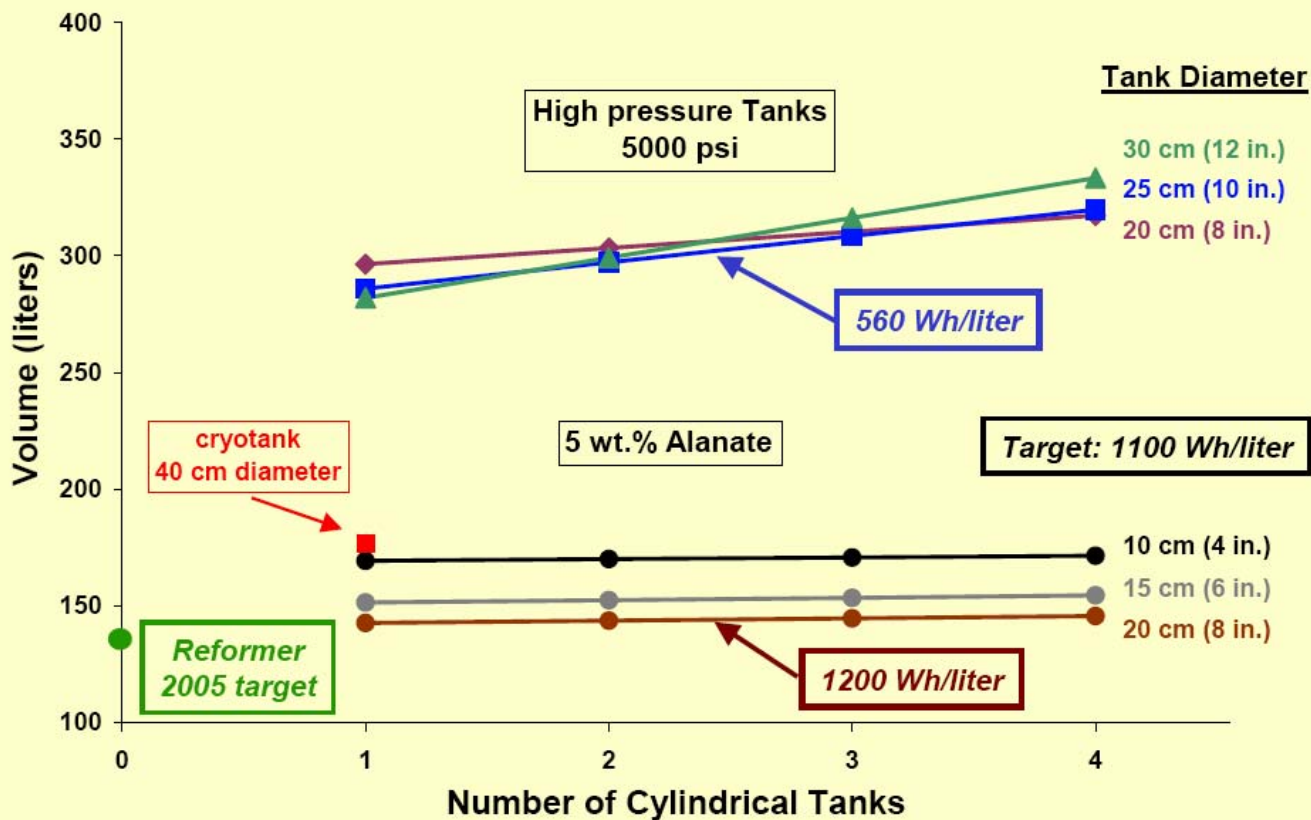 400
350
300
250
200
150
100
Volume (liters)
0
1
2
3
4
Number of Cylindrical Tanks
High pressure Tanks
5000 psi
Tank Diameter
30 cm (12 in.)
25 cm (10 in.)
20 cm (8 in.)
560 Wh/liter
cryotank
40 cm diameter
5 wt.% Alanate
Target: 1100 Wh/liter
10 cm (4 in.)
15 cm (6 in.)
20 cm (8 in.)
Reformer
2005 target
1200 Wh/liter